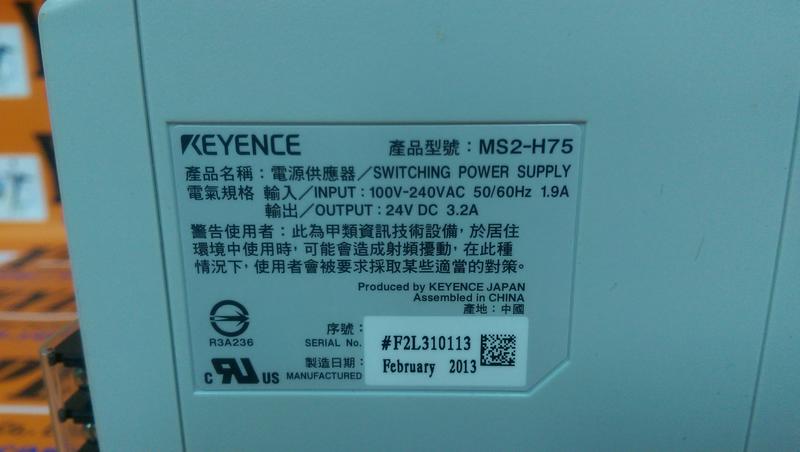 KEYENCE 產品型號：MS2-H75
產品名稱：電源供應器／SWITCHING POWER SUPPLY
電氣規格 輸入／INPUT：100V-240VAC 50/60Hz 1.9A
輸出／OUTPUT：24V DC 3.2A
警告使用者：此為甲類資訊技術設備，於居住
環境中使用時，可能會造成射頻擾動，在此種
情況下，使用者會被要求採取某些適當的對策。
Produced by KEYENCE JAPAN
Assembled in CHINA
產地：中國
R3A236
序號：
SERIAL No.
#F2L310113
製造日期：
MANUFACTURED
February 2013
c RU US